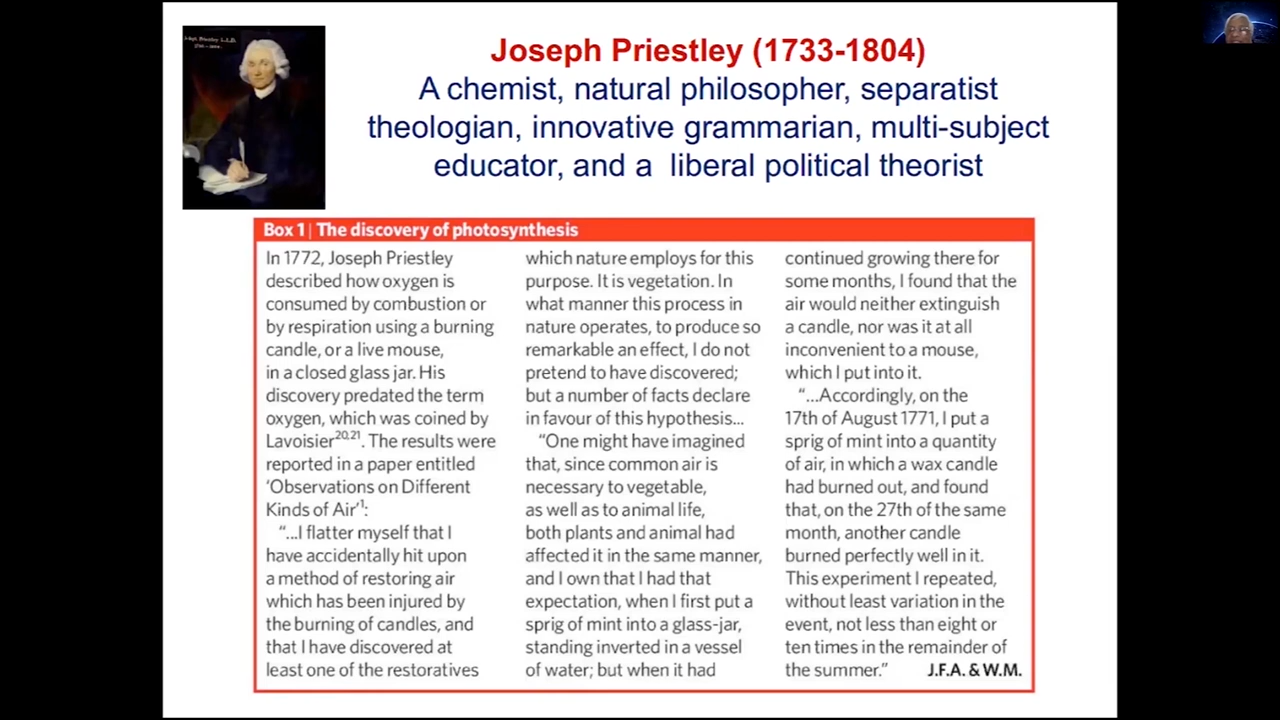 Joseph Priestley (1733-1804)
A chemist, natural philosopher, separatist
theologian, innovative grammarian, multi-subject
educator, and a liberal political theorist
Box 1 | The discovery of photosynthesis
In 1772, Joseph Priestley
described how oxygen is
consumed by combustion or
by respiration using a burning
candle, or a live mouse,
in a closed glass jar. His
discovery predated the term
oxygen, which was coined by
Lavoisier20,21. The results were
reported in a paper entitled
‘Observations on Different
Kinds of Air’1:
“...I flatter myself that I
have accidentally hit upon
a method of restoring air
which has been injured by
the burning of candles, and
that I have discovered at
least one of the restoratives
which nature employs for this
purpose. It is vegetation. In
what manner this process in
nature operates, to produce so
remarkable an effect, I do not
pretend to have discovered;
but a number of facts declare
in favour of this hypothesis...
“One might have imagined
that, since common air is
necessary to vegetable,
as well as to animal life,
both plants and animal had
affected it in the same manner,
and I own that I had that
expectation, when I first put a
sprig of mint into a glass-jar,
standing inverted in a vessel
of water; but when it had
continued growing there for
some months, I found that the
air would neither extinguish
a candle, nor was it at all
inconvenient to a mouse,
which I put into it.
“...Accordingly, on the
17th of August 1771, I put a
sprig of mint into a quantity
of air, in which a wax candle
had burned out, and found
that, on the 27th of the same
month, another candle
burned perfectly well in it.
This experiment I repeated,
without least variation in the
event, not less than eight or
ten times in the remainder of
the summer.” J.F.A. & W.M.